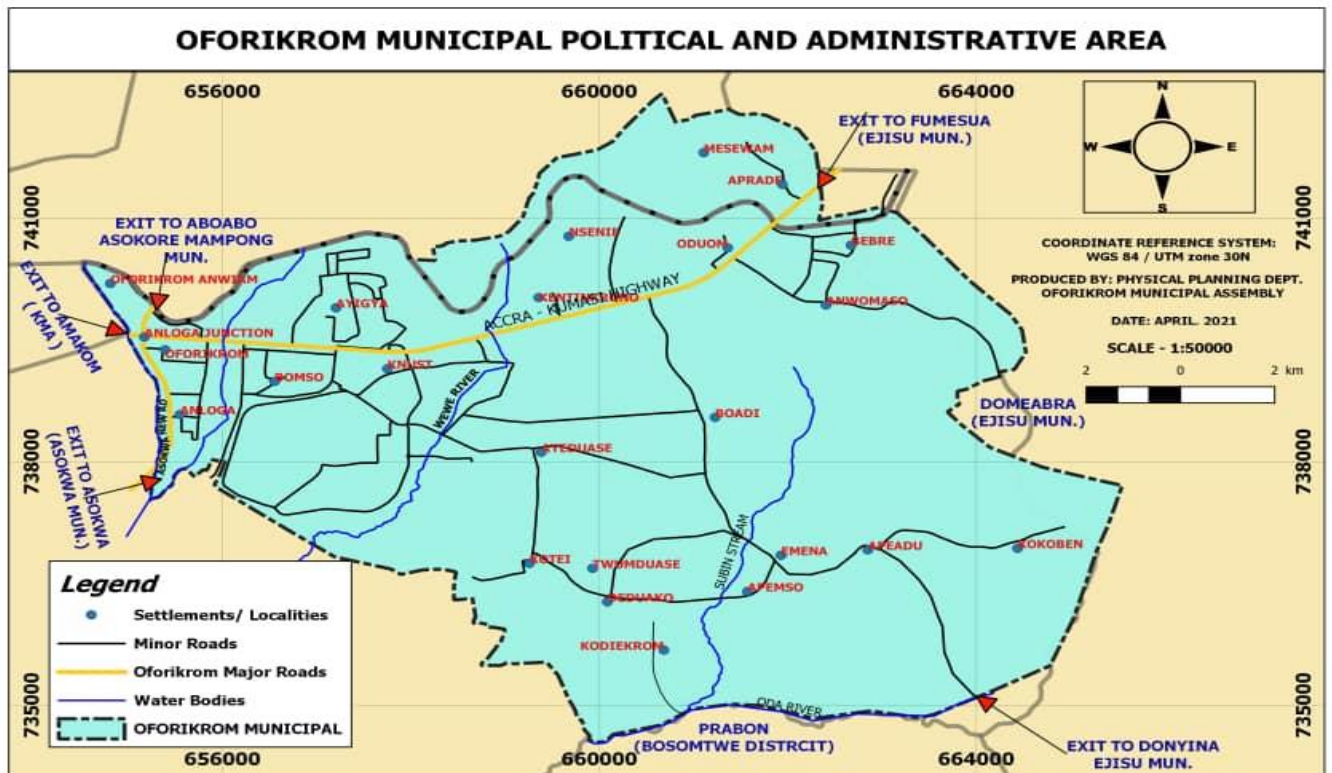 OFORIKROM MUNICIPAL POLITICAL AND ADMINISTRATIVE AREA
656000
660000
664000
N
W
E
S
EXIT TO FUMESUA
(EJISU MUN.)
MESEWAM
APRADE
741000
741000
EXIT TO ABOABO
ASOKORE MAMPONG
MUN.
NSENIE
ODUOM
COORDINATE REFERENCE SYSTEM:
WGS 84 / UTM zone 30N
PRODUCED BY: PHYSICAL PLANNING DEPT.
OFORIKROM MUNICIPAL ASSEMBLY
DATE: APRIL. 2021
SCALE - 1:50000
2
0
2 km
OFORIKROM ANWIAM
EXIT TO AMAKOM
( KMA)
AYIGYA
KENTINKRONO
ACCRA - KUMASI HIGHWAY
ANWOMASO
ANLOGA JUNCTION
OFORIKROM
BOMSO
KNUST
WEWE RIVER
ANLOGA
BOADI
DOMEABRA
(EJISU MUN.)
738000
738000
EXIT TO ASOKWA
(ASOKWA MUN.)
AYEDUASE
SUBIN STREAM
KOTEI
TWUMDUASE
EMENA
APEADU
KOKOBEN
APEMSO
KODIEKROM
735000
735000
ODA RIVER
PRABON
(BOSOMTWE DISTRCIT)
EXIT TO DONYINA
EJISU MUN.
Legend
Settlements/ Localities
Minor Roads
Oforikrom Major Roads
Water Bodies
OFORIKROM MUNICIPAL
656000
660000
664000